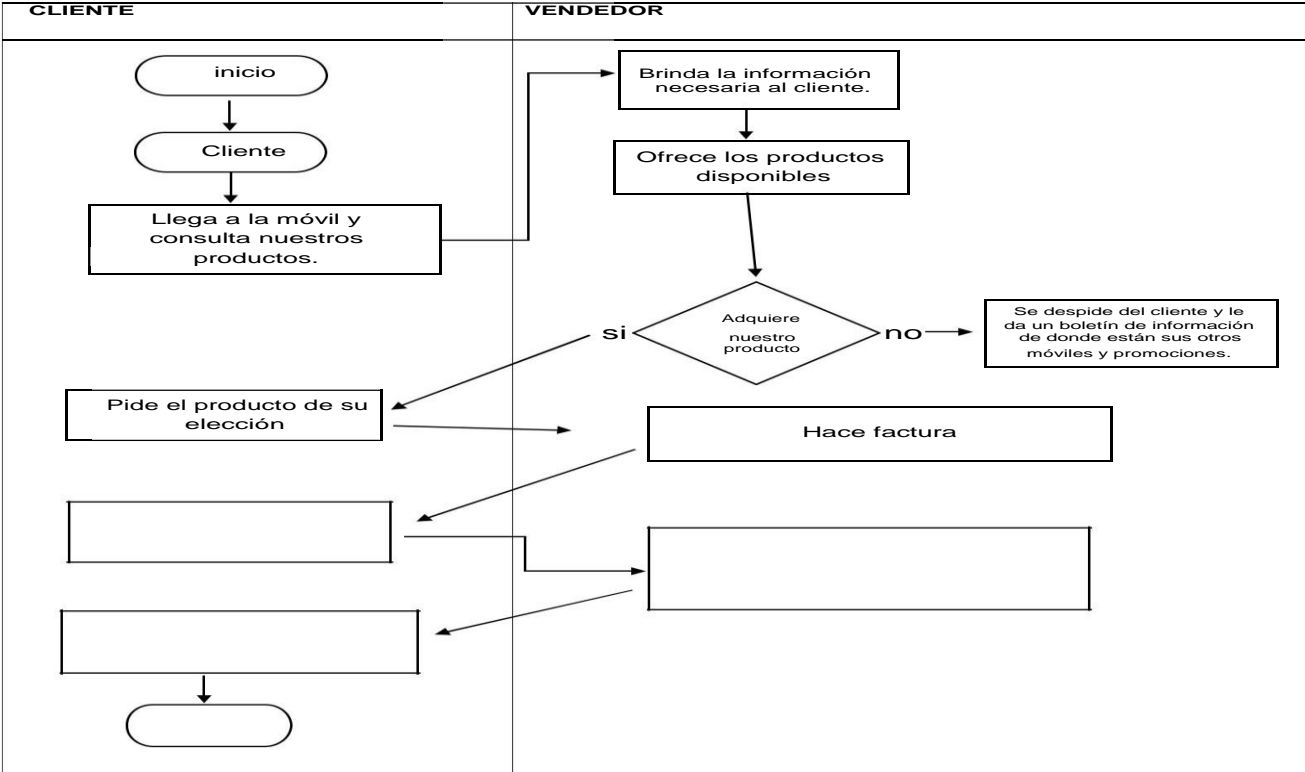 CLIENTE
VENDEDOR
inicio
Cliente
Llega a la móvil y
consulta nuestros
productos.
Brinda la información
necesaria al cliente.
Ofrece los productos
disponibles
Adquiere
nuestro
producto
si
no
Se despide del cliente y le
da un boletín de información
de donde están sus otros
móviles y promociones.
Pide el producto de su
elección
Hace factura